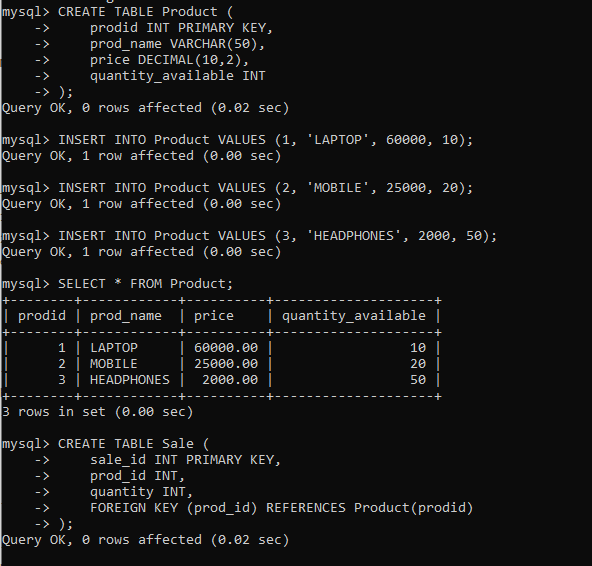 mysql> CREATE TABLE Product (
    ->     prodid INT PRIMARY KEY,
    ->     prod_name VARCHAR(50),
    ->     price DECIMAL(10,2),
    ->     quantity_available INT
    -> );
Query OK, 0 rows affected (0.02 sec)

mysql> INSERT INTO Product VALUES (1, 'LAPTOP', 60000, 10);
Query OK, 1 row affected (0.00 sec)

mysql> INSERT INTO Product VALUES (2, 'MOBILE', 25000, 20);
Query OK, 1 row affected (0.00 sec)

mysql> INSERT INTO Product VALUES (3, 'HEADPHONES', 2000, 50);
Query OK, 1 row affected (0.00 sec)

mysql> SELECT * FROM Product;
+--------+------------+----------+--------------------+
| prodid | prod_name  | price    | quantity_available |
+--------+------------+----------+--------------------+
|      1 | LAPTOP     | 60000.00 |                 10 |
|      2 | MOBILE     | 25000.00 |                 20 |
|      3 | HEADPHONES |  2000.00 |                 50 |
+--------+------------+----------+--------------------+
3 rows in set (0.00 sec)

mysql> CREATE TABLE Sale (
    ->     sale_id INT PRIMARY KEY,
    ->     prod_id INT,
    ->     quantity INT,
    ->     FOREIGN KEY (prod_id) REFERENCES Product(prodid)
    -> );
Query OK, 0 rows affected (0.02 sec)